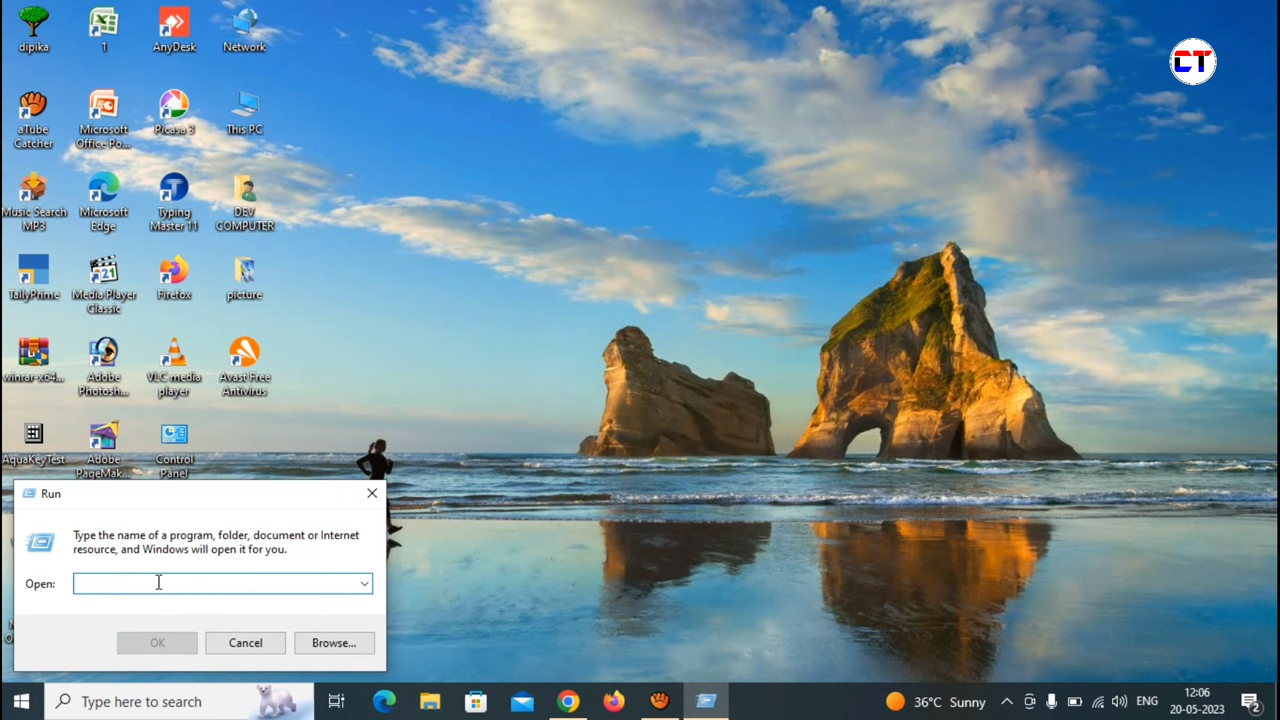 dipika
1
AnyDesk
Network
CT
aTube
Catcher
Microsoft
Office Po...
Picasa 3
This PC
Music Search
MP3
Microsoft
Edge
Typing
Master 11
DEV
COMPUTER
TallyPrime
Media Player
Classic
Firefox
picture
winrar-x64...
Adobe
Photosh...
VLC media
player
Avast Free
Antivirus
AquaKeyTest
Adobe
PageMak...
Control
Panel
Run
Type the name of a program, folder, document or Internet
resource, and Windows will open it for you.
Open:
OK
Cancel
Browse...
Type here to search
36°C Sunny
ENG
12:06
20-05-2023
2